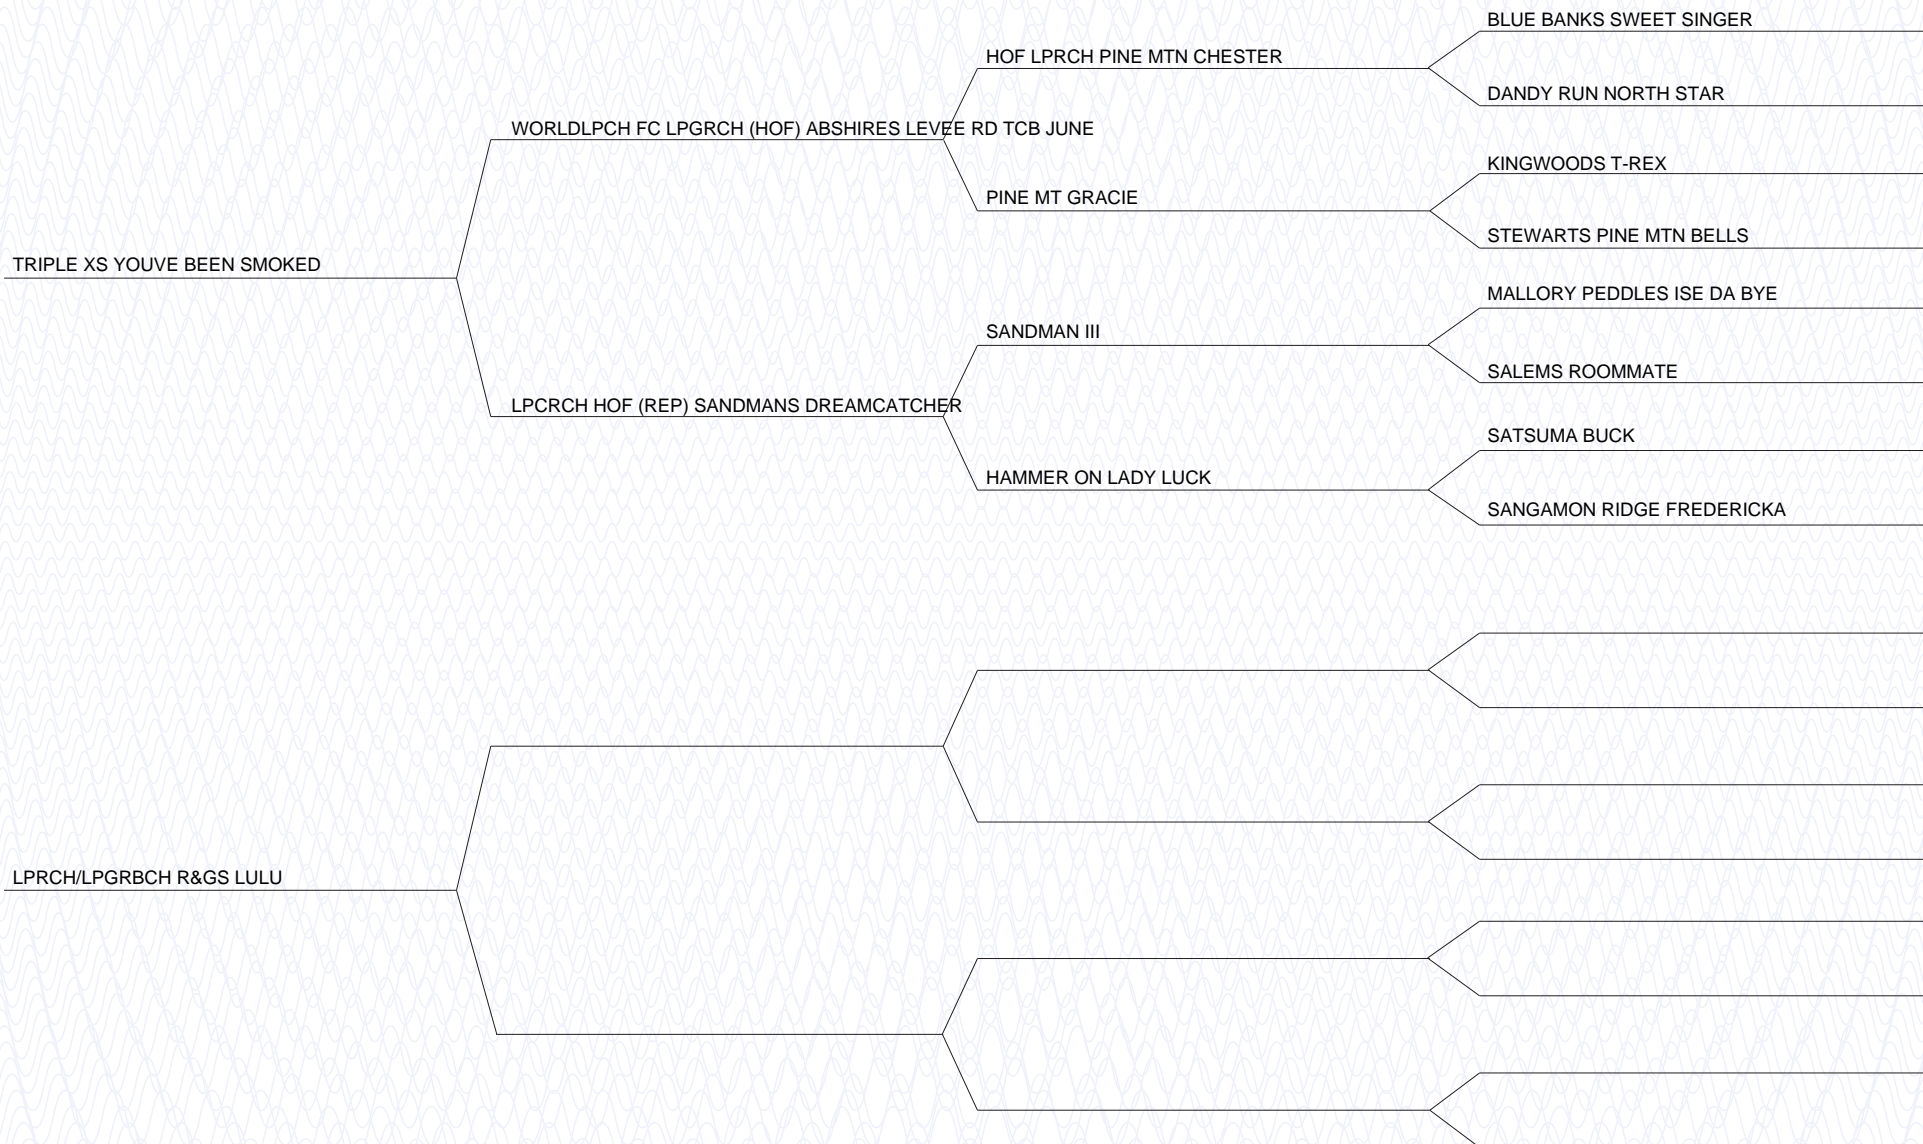 BLUE BANKS SWEET SINGER
HOF LPRCH PINE MTN CHESTER
DANDY RUN NORTH STAR
WORLDLPCH FC LPGRCH (HOF) ABSHIRES LEVEE RD TCB JUNE
KINGWOODS T-REX
PINE MT GRACIE
STEWARTS PINE MTN BELLS
TRIPLE XS YOUVE BEEN SMOKED
MALLORY PEDDLES ISE DA BYE
SANDMAN III
SALEMS ROOMMATE
LPCRCH HOF (REP) SANDMANS DREAMCATCHER
SATSUMA BUCK
HAMMER ON LADY LUCK
SANGAMON RIDGE FREDERICKA
LPRCH/LPGRBCH R&GS LULU